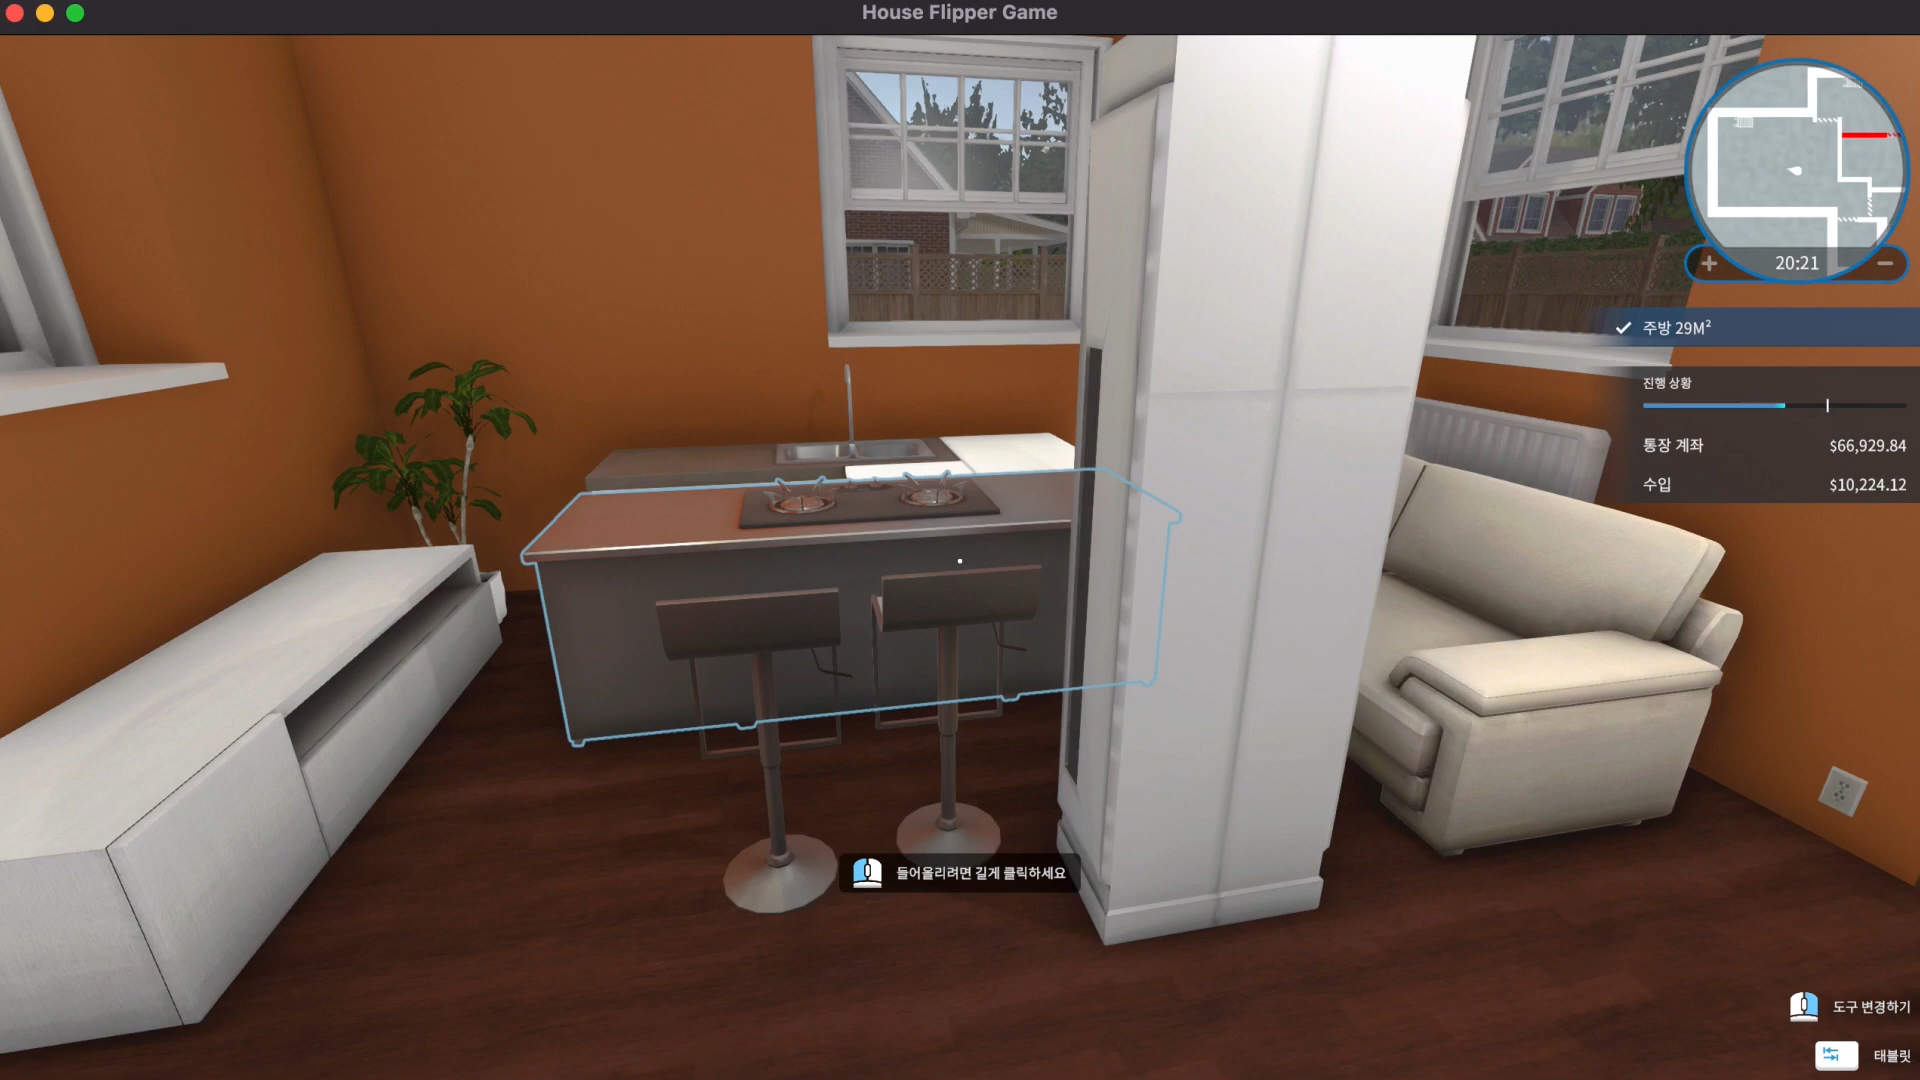 House Flipper Game
20:21
주방 29M²
진행 상황
통장 계좌 $66,929.84
수입 $10,224.12
들어올리려면 길게 클릭하세요
도구 변경하기
태블릿